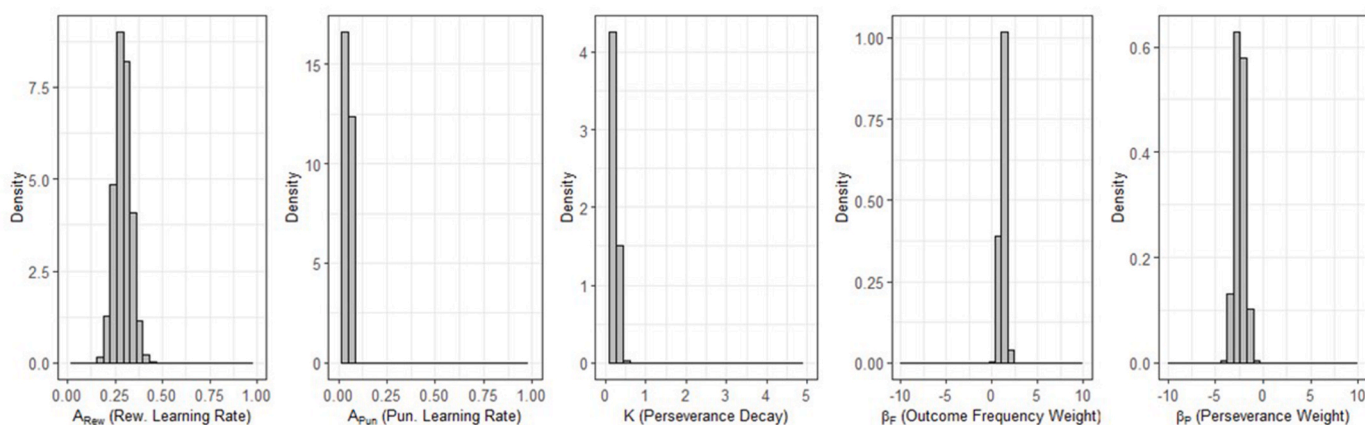 Density
7.5
5.0
2.5
0.0
0.00 0.25 0.50 0.75 1.00
A_Rew (Rew. Learning Rate)
Density
15
10
5
0
0.00 0.25 0.50 0.75 1.00
A_Pun (Pun. Learning Rate)
Density
4
3
2
1
0
0 1 2 3 4 5
K (Perseverance Decay)
Density
1.00
0.75
0.50
0.25
0.00
-10 -5 0 5 10
β_F (Outcome Frequency Weight)
Density
0.6
0.4
0.2
0.0
-10 -5 0 5 10
β_P (Perseverance Weight)